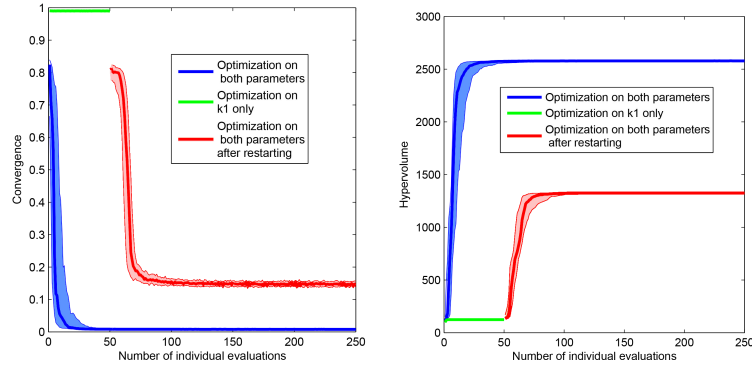 1
0.9
0.8
0.7
0.6
0.5
0.4
0.3
0.2
0.1
0
Convergence
0 50 100 150 200 250
Number of individual evaluations
Optimization on
both parameters
Optimization on
k1 only
Optimization on
both parameters
after restarting
3000
2500
2000
1500
1000
500
0
Hypervolume
0 50 100 150 200 250
Number of individual evaluations
Optimization on both parameters
Optimization on k1 only
Optimization on both parameters
after restarting